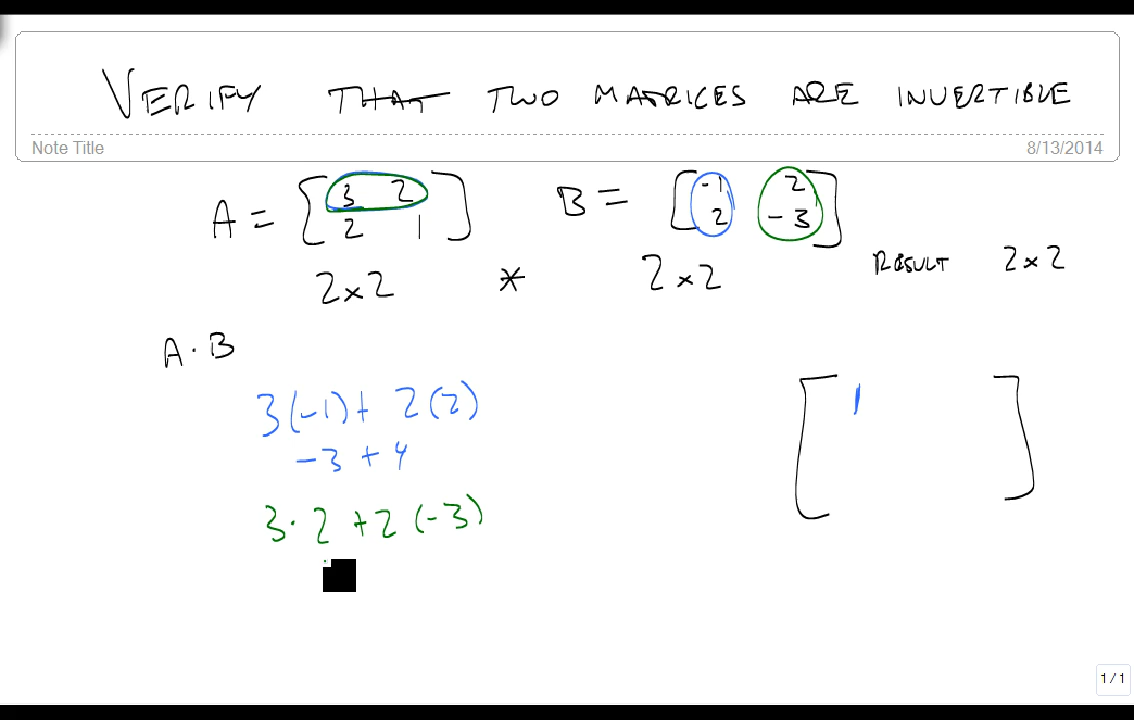 VERIFY THAT TWO MATRICES ARE INVERTIBLE
Note Title 8/13/2014
A = [ 3 2 ] B = [ -1 2 ]
2 1 2 -3
RESULT 2x2
2x2 * 2x2
A · B
3(-1) + 2(2) [ 1 ]
-3 + 4
3 · 2 + 2(-3)
1/1